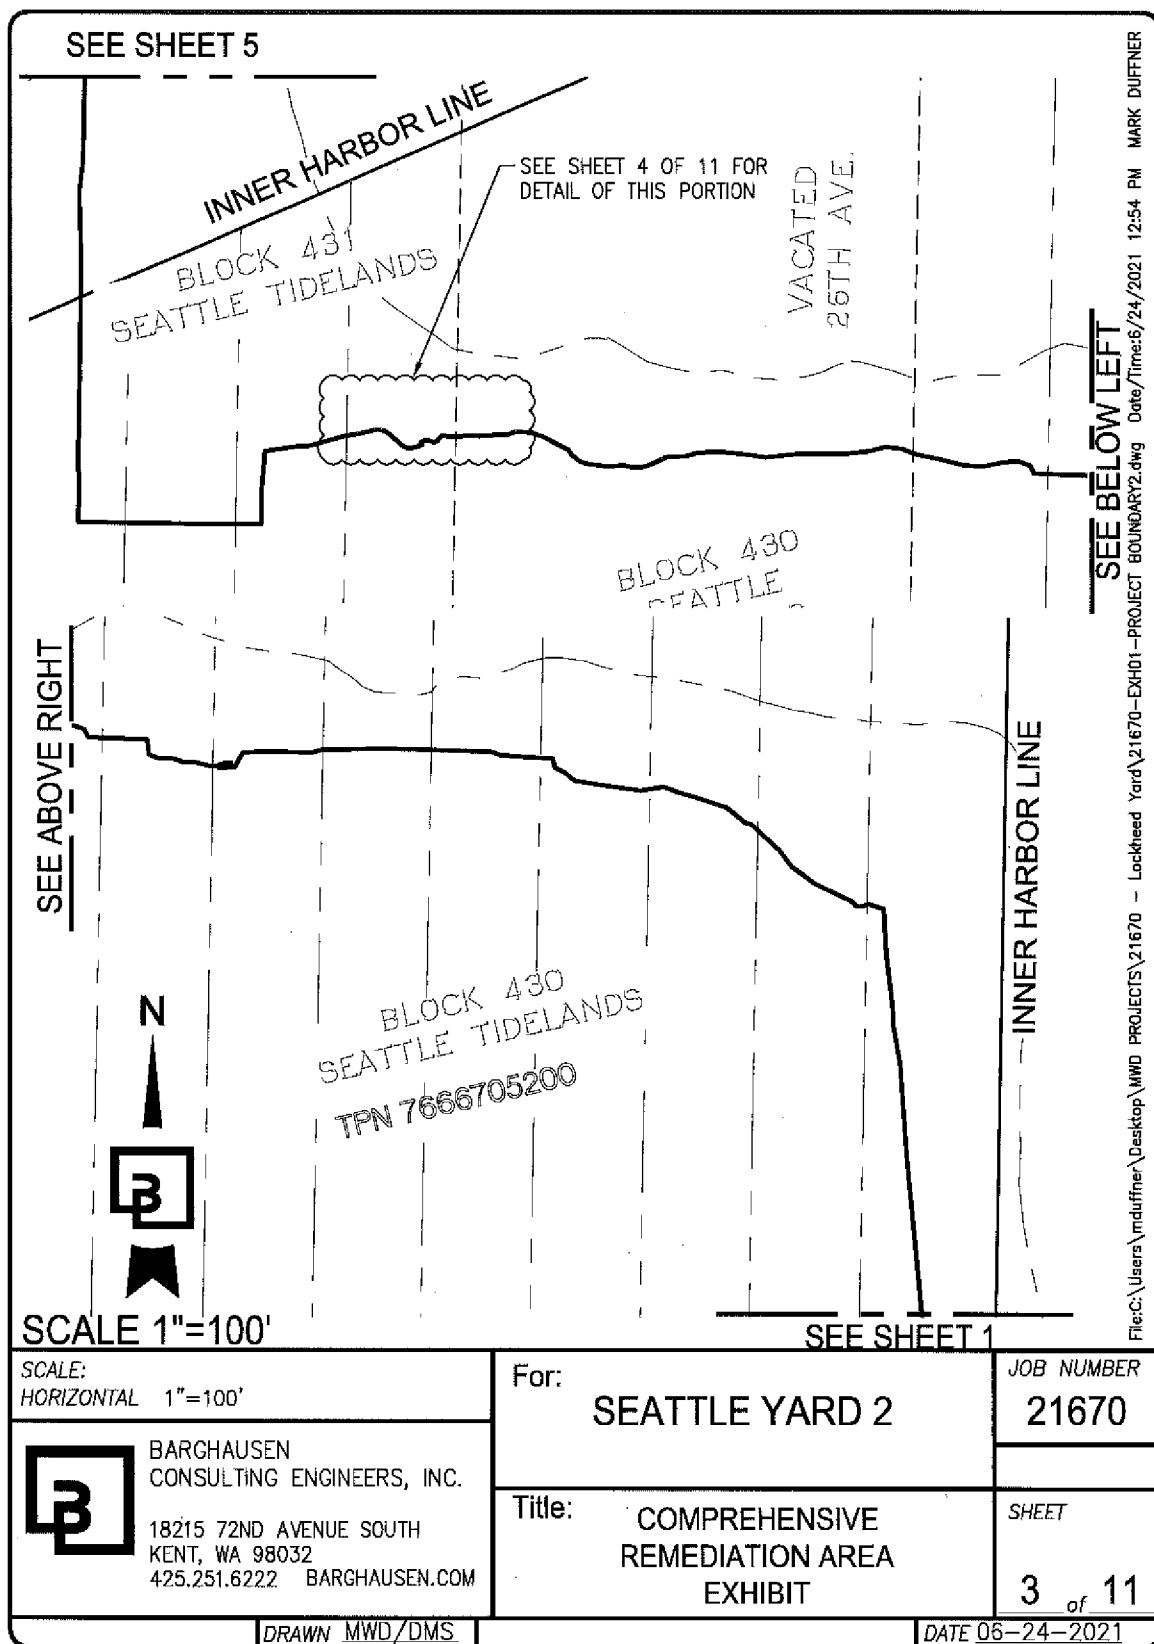 SEE SHEET 5
INNER HARBOR LINE
SEE SHEET 4 OF 11 FOR
DETAIL OF THIS PORTION
BLOCK 431
SEATTLE TIDELANDS
VACATED
26TH AVE.
SEE BELOW LEFT
BLOCK 430
SEATTLE
SEE ABOVE RIGHT
INNER HARBOR LINE
BLOCK 430
SEATTLE TIDELANDS
TPN 7666705200
N
B
SCALE 1"=100'
SEE SHEET 1
File:C:\Users\mduffner\Desktop\MWD PROJECTS\21670 - Lockheed Yard\21670-EXH01-PROJECT BOUNDARY2.dwg Date/Time:6/24/2021 12:54 PM MARK DUFFNER
SCALE:
HORIZONTAL 1"=100'
B
BARGHAUSEN
CONSULTING ENGINEERS, INC.
18215 72ND AVENUE SOUTH
KENT, WA 98032
425.251.6222 BARGHAUSEN.COM
For:
SEATTLE YARD 2
JOB NUMBER
21670
Title:
COMPREHENSIVE
REMEDIATION AREA
EXHIBIT
SHEET
3 of 11
DRAWN MWD/DMS
DATE 06-24-2021